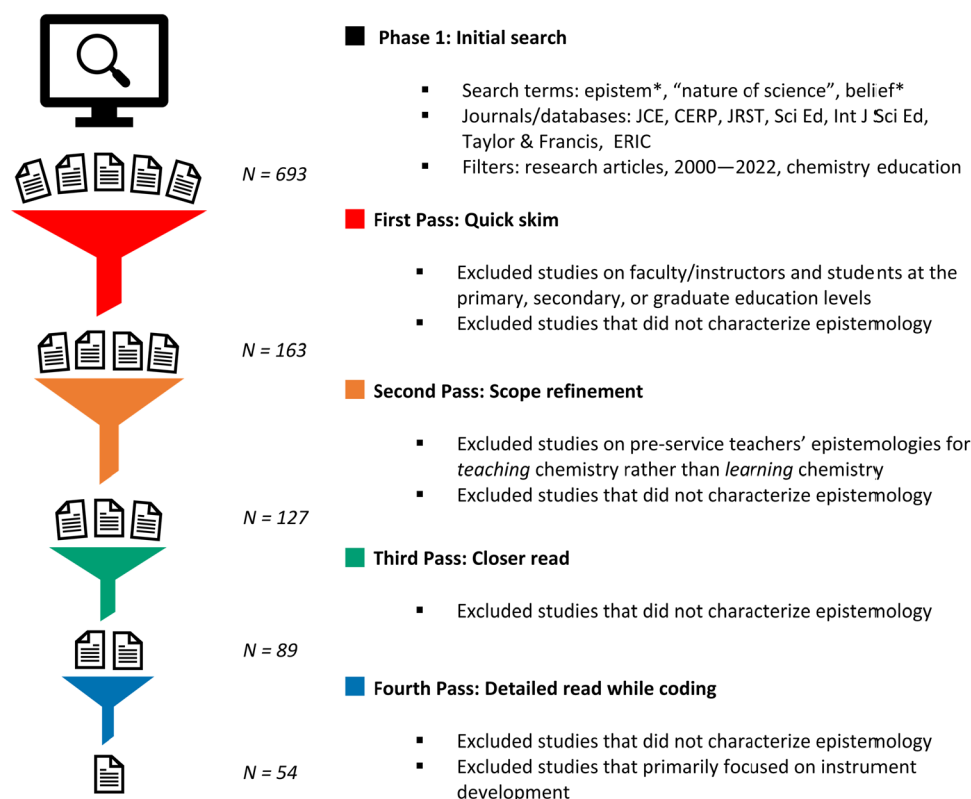 Phase 1: Initial search
▪ Search terms: epistem*, “nature of science”, belief*
▪ Journals/databases: JCE, CERP, JRST, Sci Ed, Int J Sci Ed,
Taylor & Francis, ERIC
▪ Filters: research articles, 2000—2022, chemistry education
N = 693
First Pass: Quick skim
▪ Excluded studies on faculty/instructors and students at the
primary, secondary, or graduate education levels
▪ Excluded studies that did not characterize epistemology
N = 163
Second Pass: Scope refinement
▪ Excluded studies on pre-service teachers’ epistemologies for
teaching chemistry rather than learning chemistry
▪ Excluded studies that did not characterize epistemology
N = 127
Third Pass: Closer read
▪ Excluded studies that did not characterize epistemology
N = 89
Fourth Pass: Detailed read while coding
▪ Excluded studies that did not characterize epistemology
▪ Excluded studies that primarily focused on instrument
development
N = 54